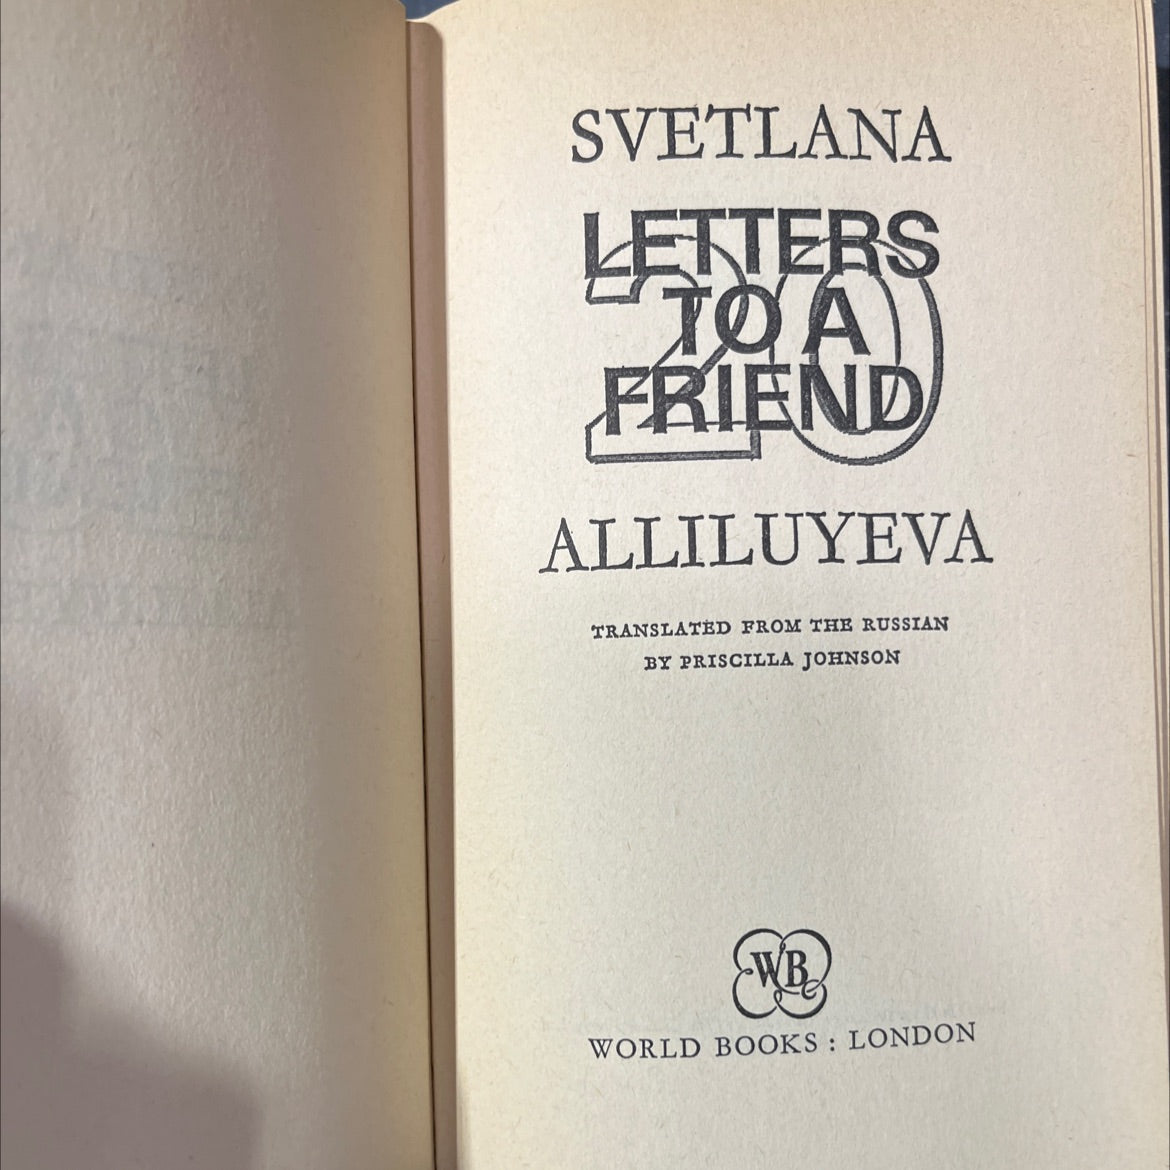 SVETLANA
20
LETTERS
TO A
FRIEND
ALLILUYEVA
TRANSLATED FROM THE RUSSIAN
BY PRISCILLA JOHNSON
WB
WORLD BOOKS : LONDON